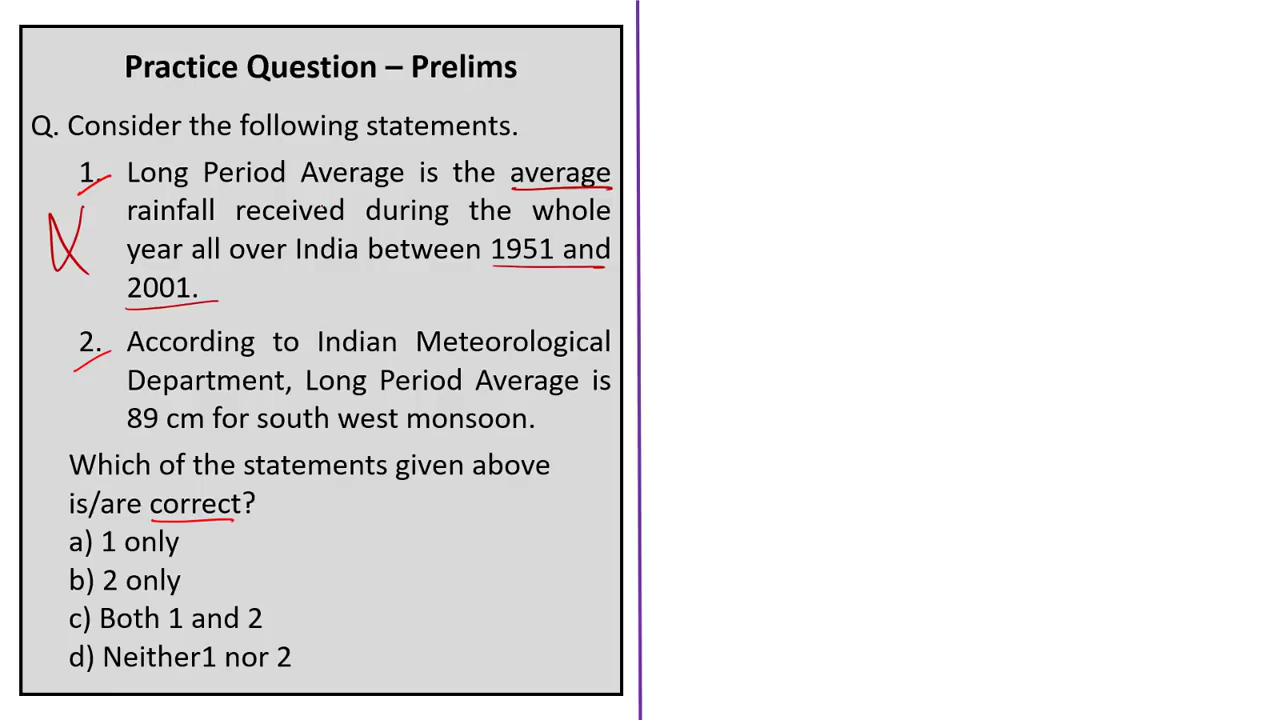 Practice Question – Prelims
Q. Consider the following statements.
1. Long Period Average is the average
rainfall received during the whole
year all over India between 1951 and
2001.
2. According to Indian Meteorological
Department, Long Period Average is
89 cm for south west monsoon.
Which of the statements given above
is/are correct?
a) 1 only
b) 2 only
c) Both 1 and 2
d) Neither1 nor 2